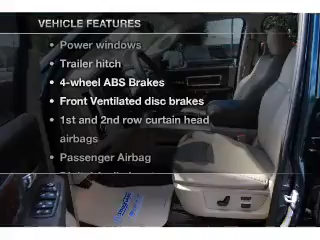 VEHICLE FEATURES
• Power windows
• Trailer hitch
• 4-wheel ABS Brakes
• Front Ventilated disc brakes
• 1st and 2nd row curtain head
airbags
• Passenger Airbag